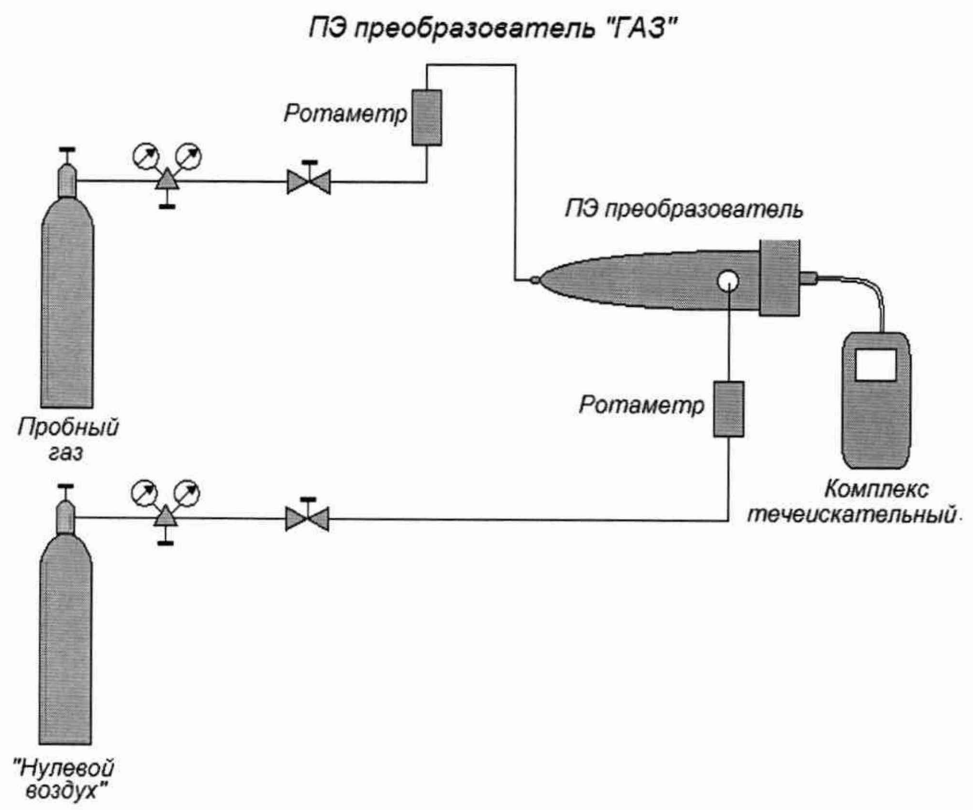 ПЭ преобразователь "ГАЗ"
Ротаметр
ПЭ преобразователь
Ротаметр
Пробный
газ
Комплекс
течеискательный
"Нулевой
воздух"